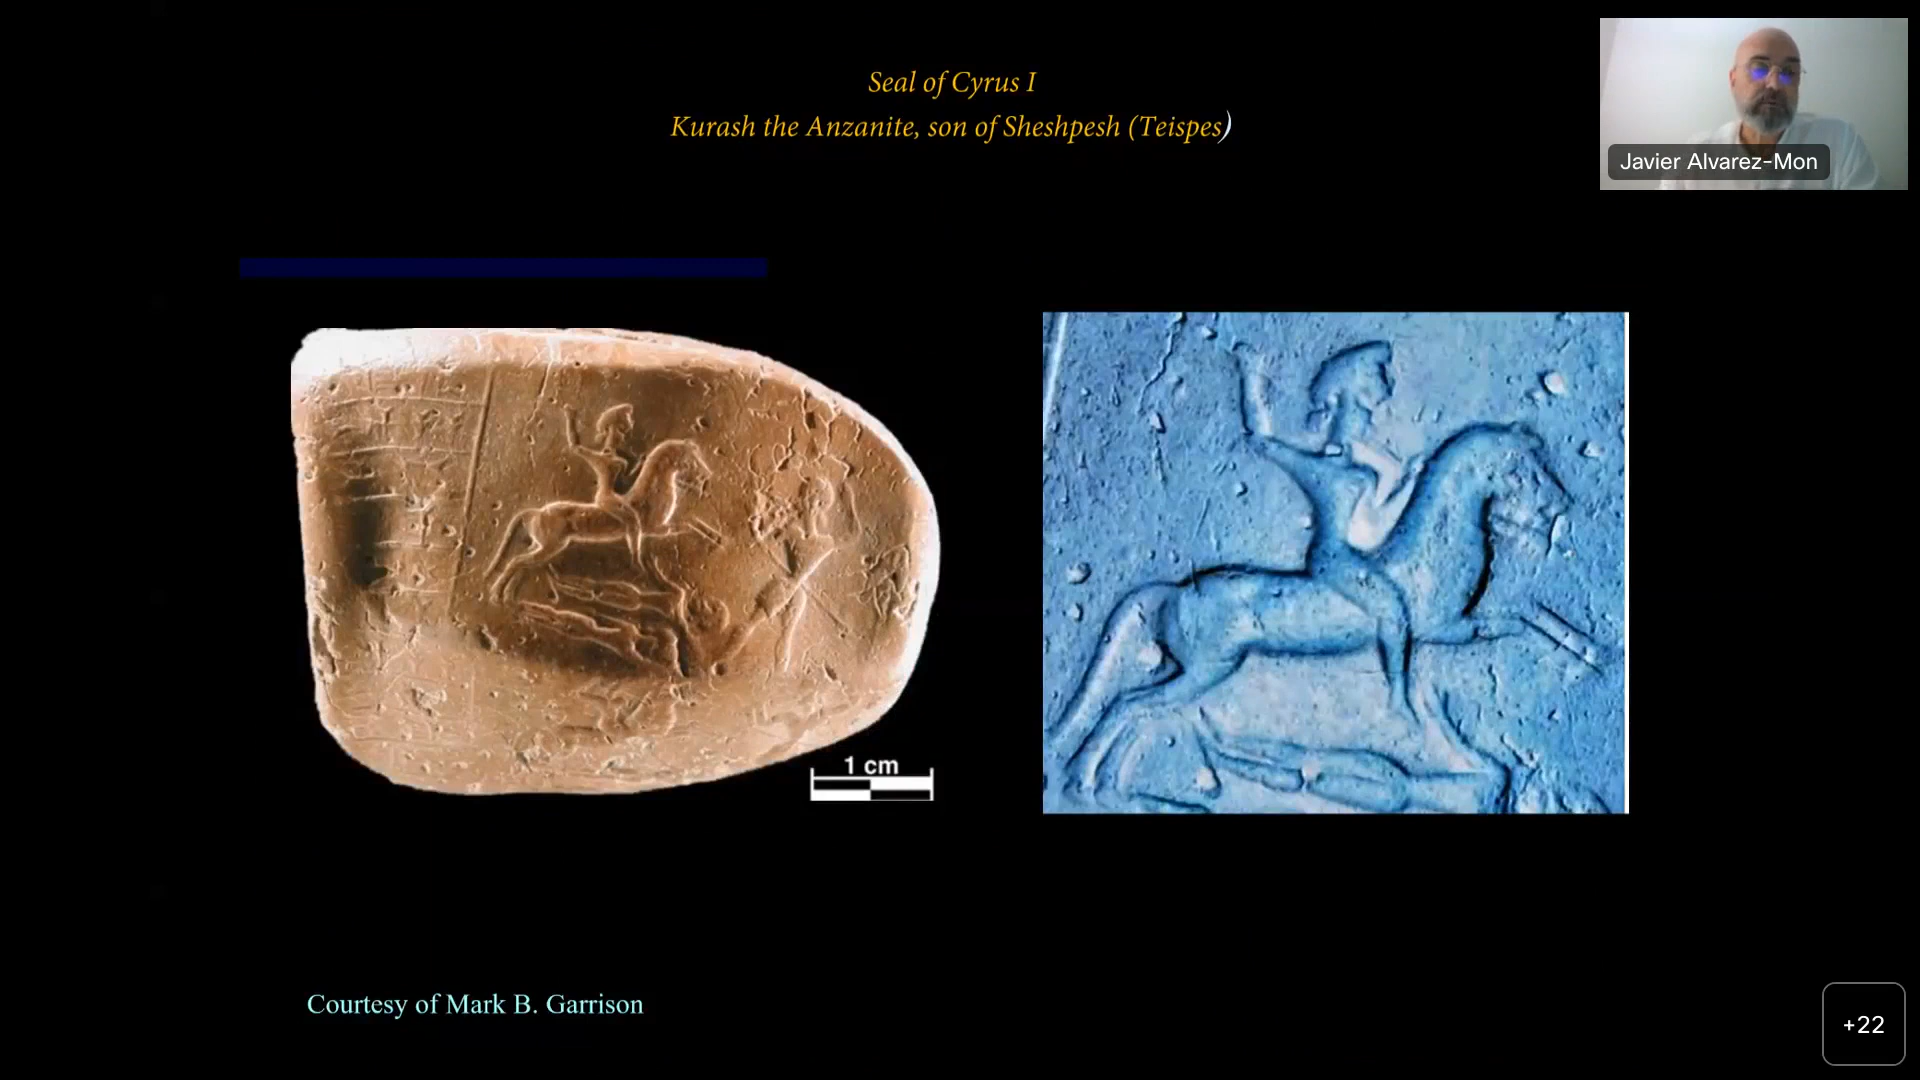 Seal of Cyrus I
Kurash the Anzanite, son of Sheshpesh (Teispes)
Javier Alvarez-Mon
1 cm
Courtesy of Mark B. Garrison
+22